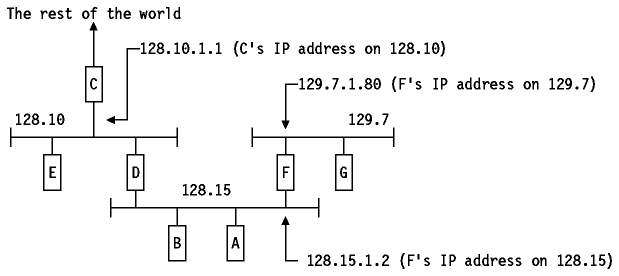 The rest of the world
128.10.1.1 (C's IP address on 128.10)
C
129.7.1.80 (F's IP address on 129.7)
128.10
129.7
E
D
F
G
128.15
B
A
128.15.1.2 (F's IP address on 128.15)